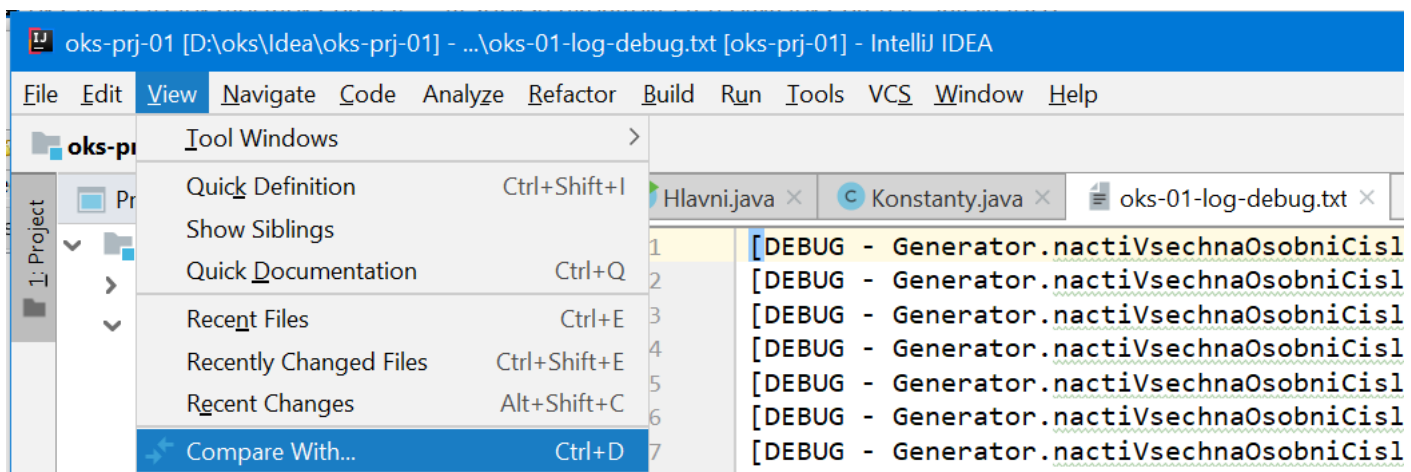 IJ oks-prj-01 [D:\oks\Idea\oks-prj-01] - ...\oks-01-log-debug.txt [oks-prj-01] - IntelliJ IDEA
File Edit View Navigate Code Analyze Refactor Build Run Tools VCS Window Help
oks-pr
Tool Windows
Quick Definition Ctrl+Shift+I
Show Siblings
Quick Documentation Ctrl+Q
Recent Files Ctrl+E
Recently Changed Files Ctrl+Shift+E
Recent Changes Alt+Shift+C
Compare With... Ctrl+D
1: Project
Pr
Hlavni.java C Konstanty.java oks-01-log-debug.txt
1 [DEBUG - Generator.nactiVsechnaOsobniCisl
2 [DEBUG - Generator.nactiVsechnaOsobniCisl
3 [DEBUG - Generator.nactiVsechnaOsobniCisl
4 [DEBUG - Generator.nactiVsechnaOsobniCisl
5 [DEBUG - Generator.nactiVsechnaOsobniCisl
6 [DEBUG - Generator.nactiVsechnaOsobniCisl
7 [DEBUG - Generator.nactiVsechnaOsobniCisl